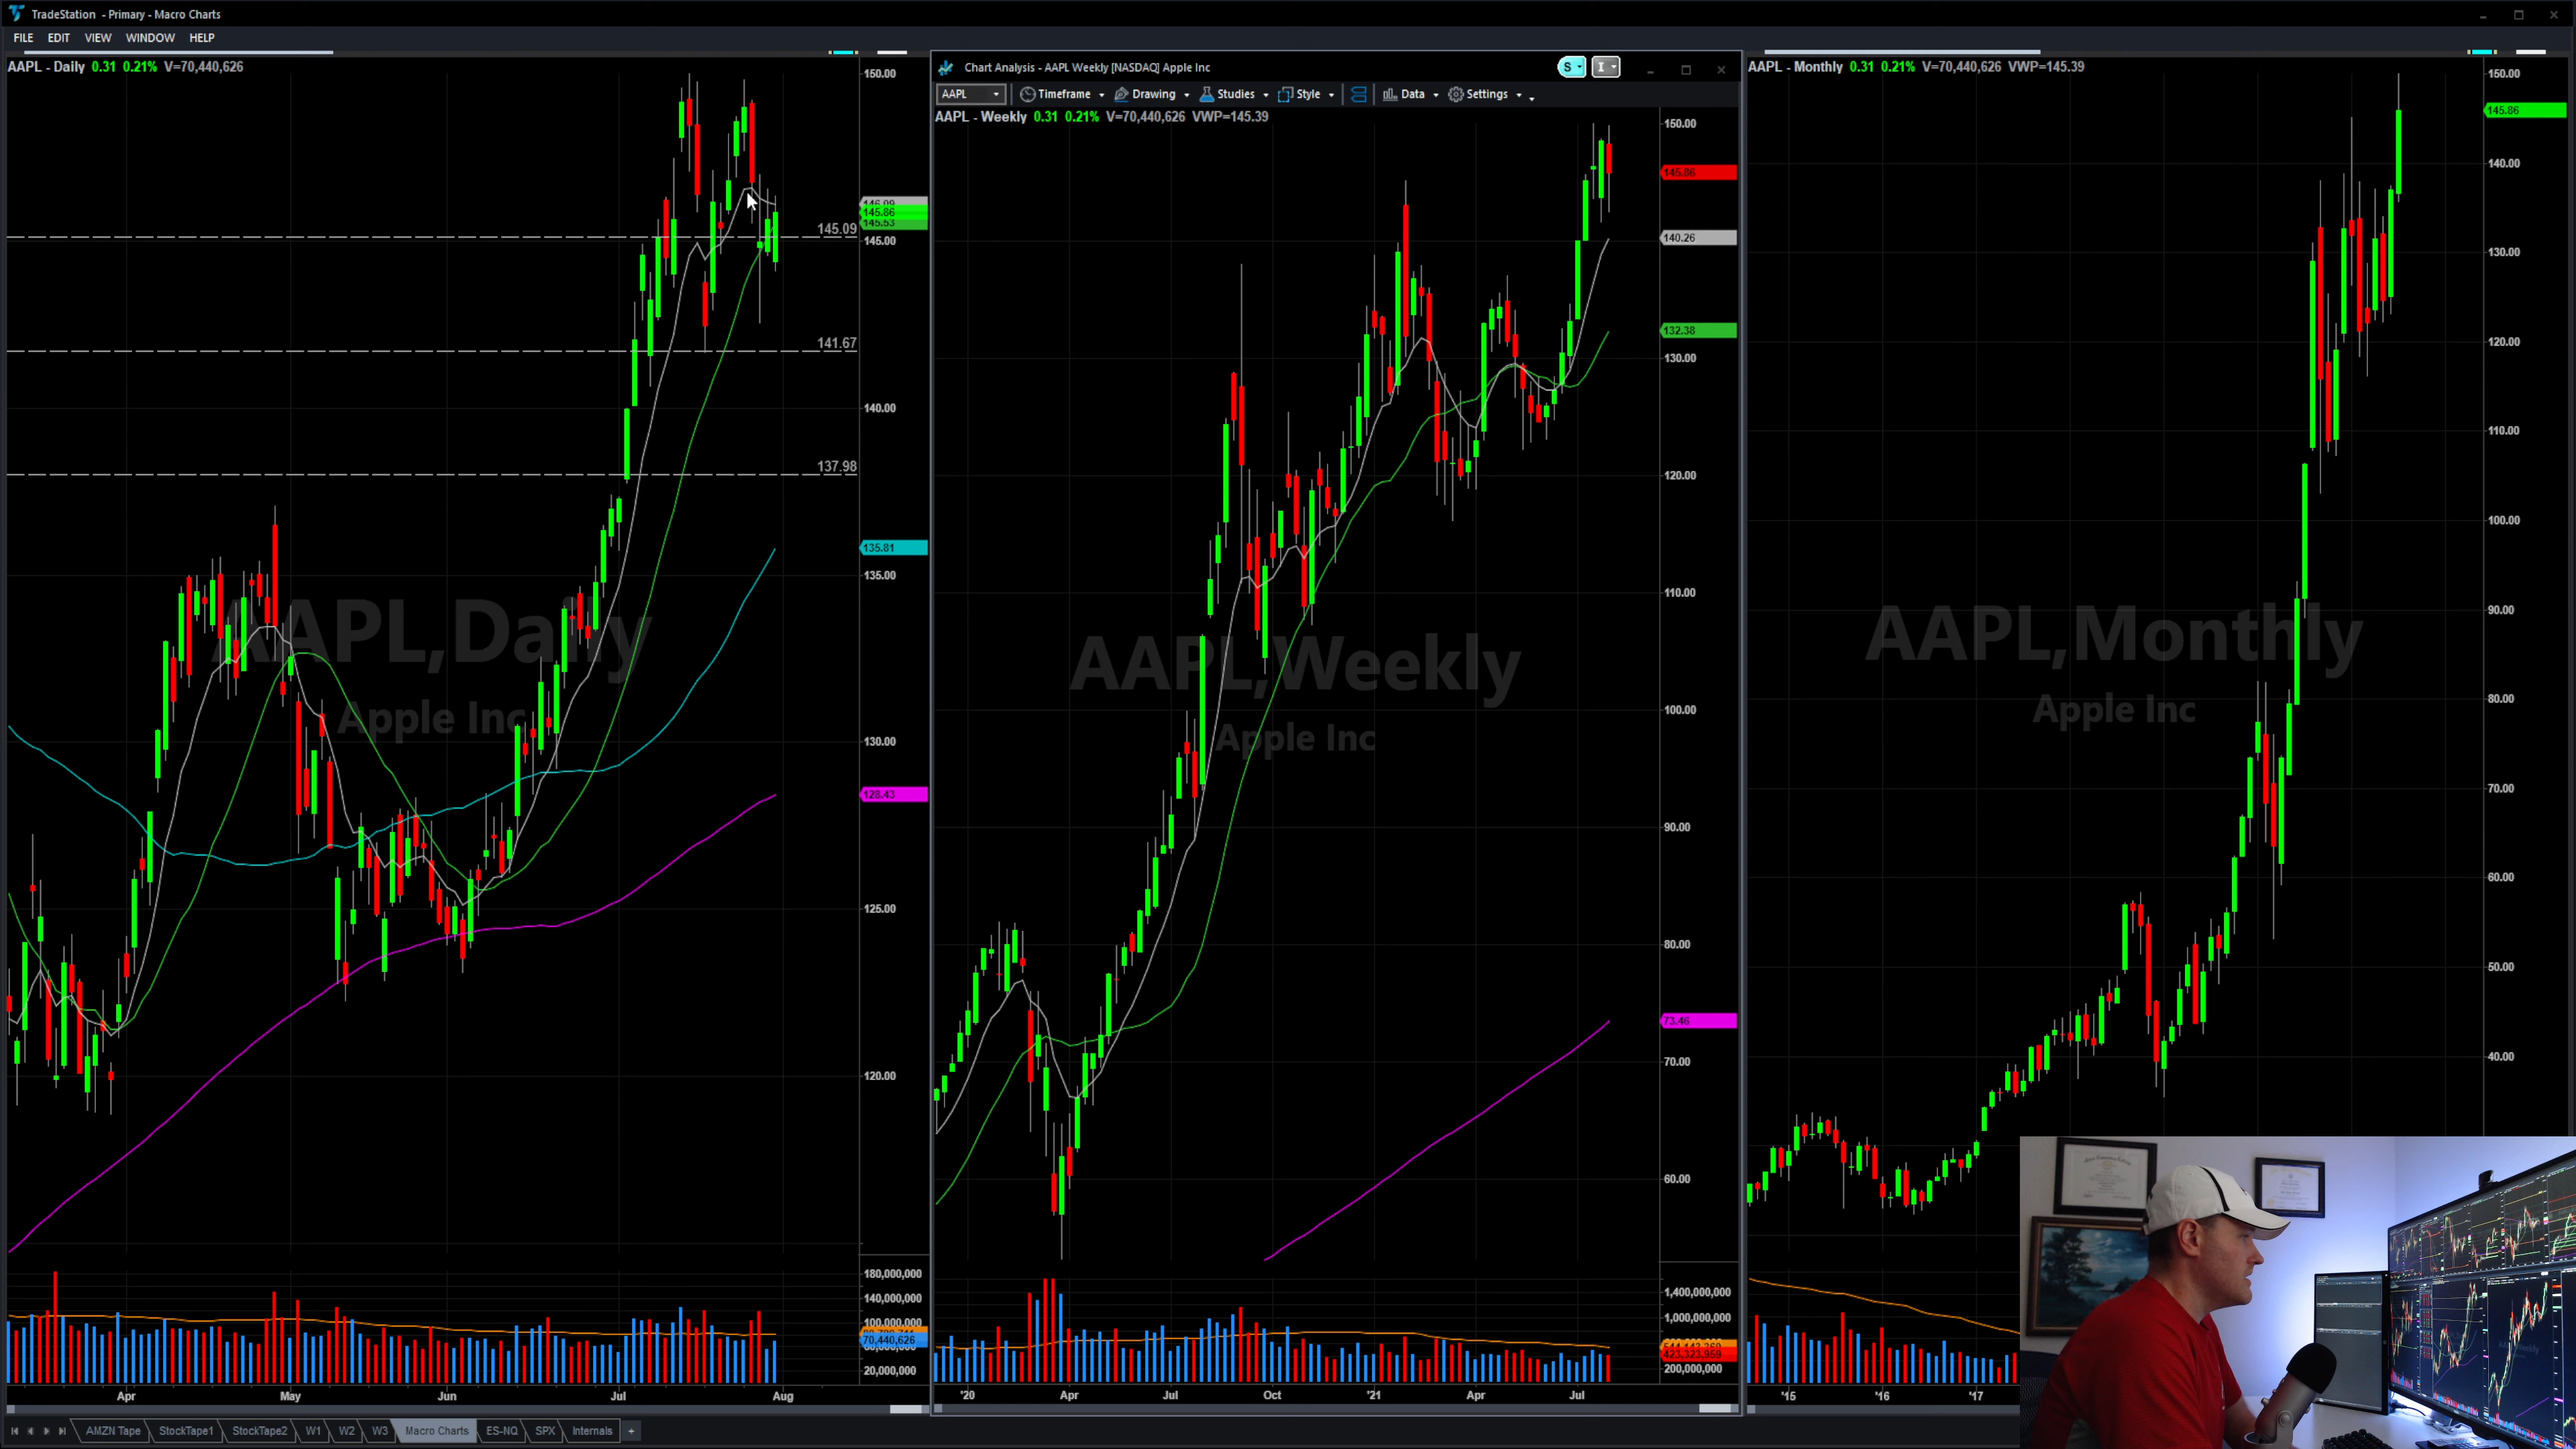 TradeStation - Primary - Macro Charts
FILE EDIT VIEW WINDOW HELP
AAPL - Daily 0.31 0.21% V=70,440,626
150.00
145.86
145.53
145.09
145.00
141.67
140.00
137.98
135.81
135.00
AAPL,Daily
Apple Inc
130.00
128.43
125.00
120.00
180,000,000
140,000,000
100,000,000
70,440,626
20,000,000
Apr May Jun Jul Aug
Chart Analysis - AAPL Weekly [NASDAQ] Apple Inc
S I
AAPL Timeframe Drawing Studies Style Data Settings
AAPL - Weekly 0.31 0.21% V=70,440,626 VWP=145.39
150.00
145.86
140.26
132.38
130.00
120.00
110.00
AAPL,Weekly
Apple Inc
100.00
90.00
80.00
73.46
70.00
60.00
1,400,000,000
1,000,000,000
423,323,969
200,000,000
'20 Apr Jul Oct '21 Apr Jul
AAPL - Monthly 0.31 0.21% V=70,440,626 VWP=145.39
150.00
145.86
140.00
130.00
120.00
110.00
100.00
90.00
AAPL,Monthly
Apple Inc
80.00
70.00
60.00
50.00
40.00
'15 '16 '17
AMZN Tape StockTape1 StockTape2 W1 W2 W3 Macro Charts ES-NQ SPX Internals +